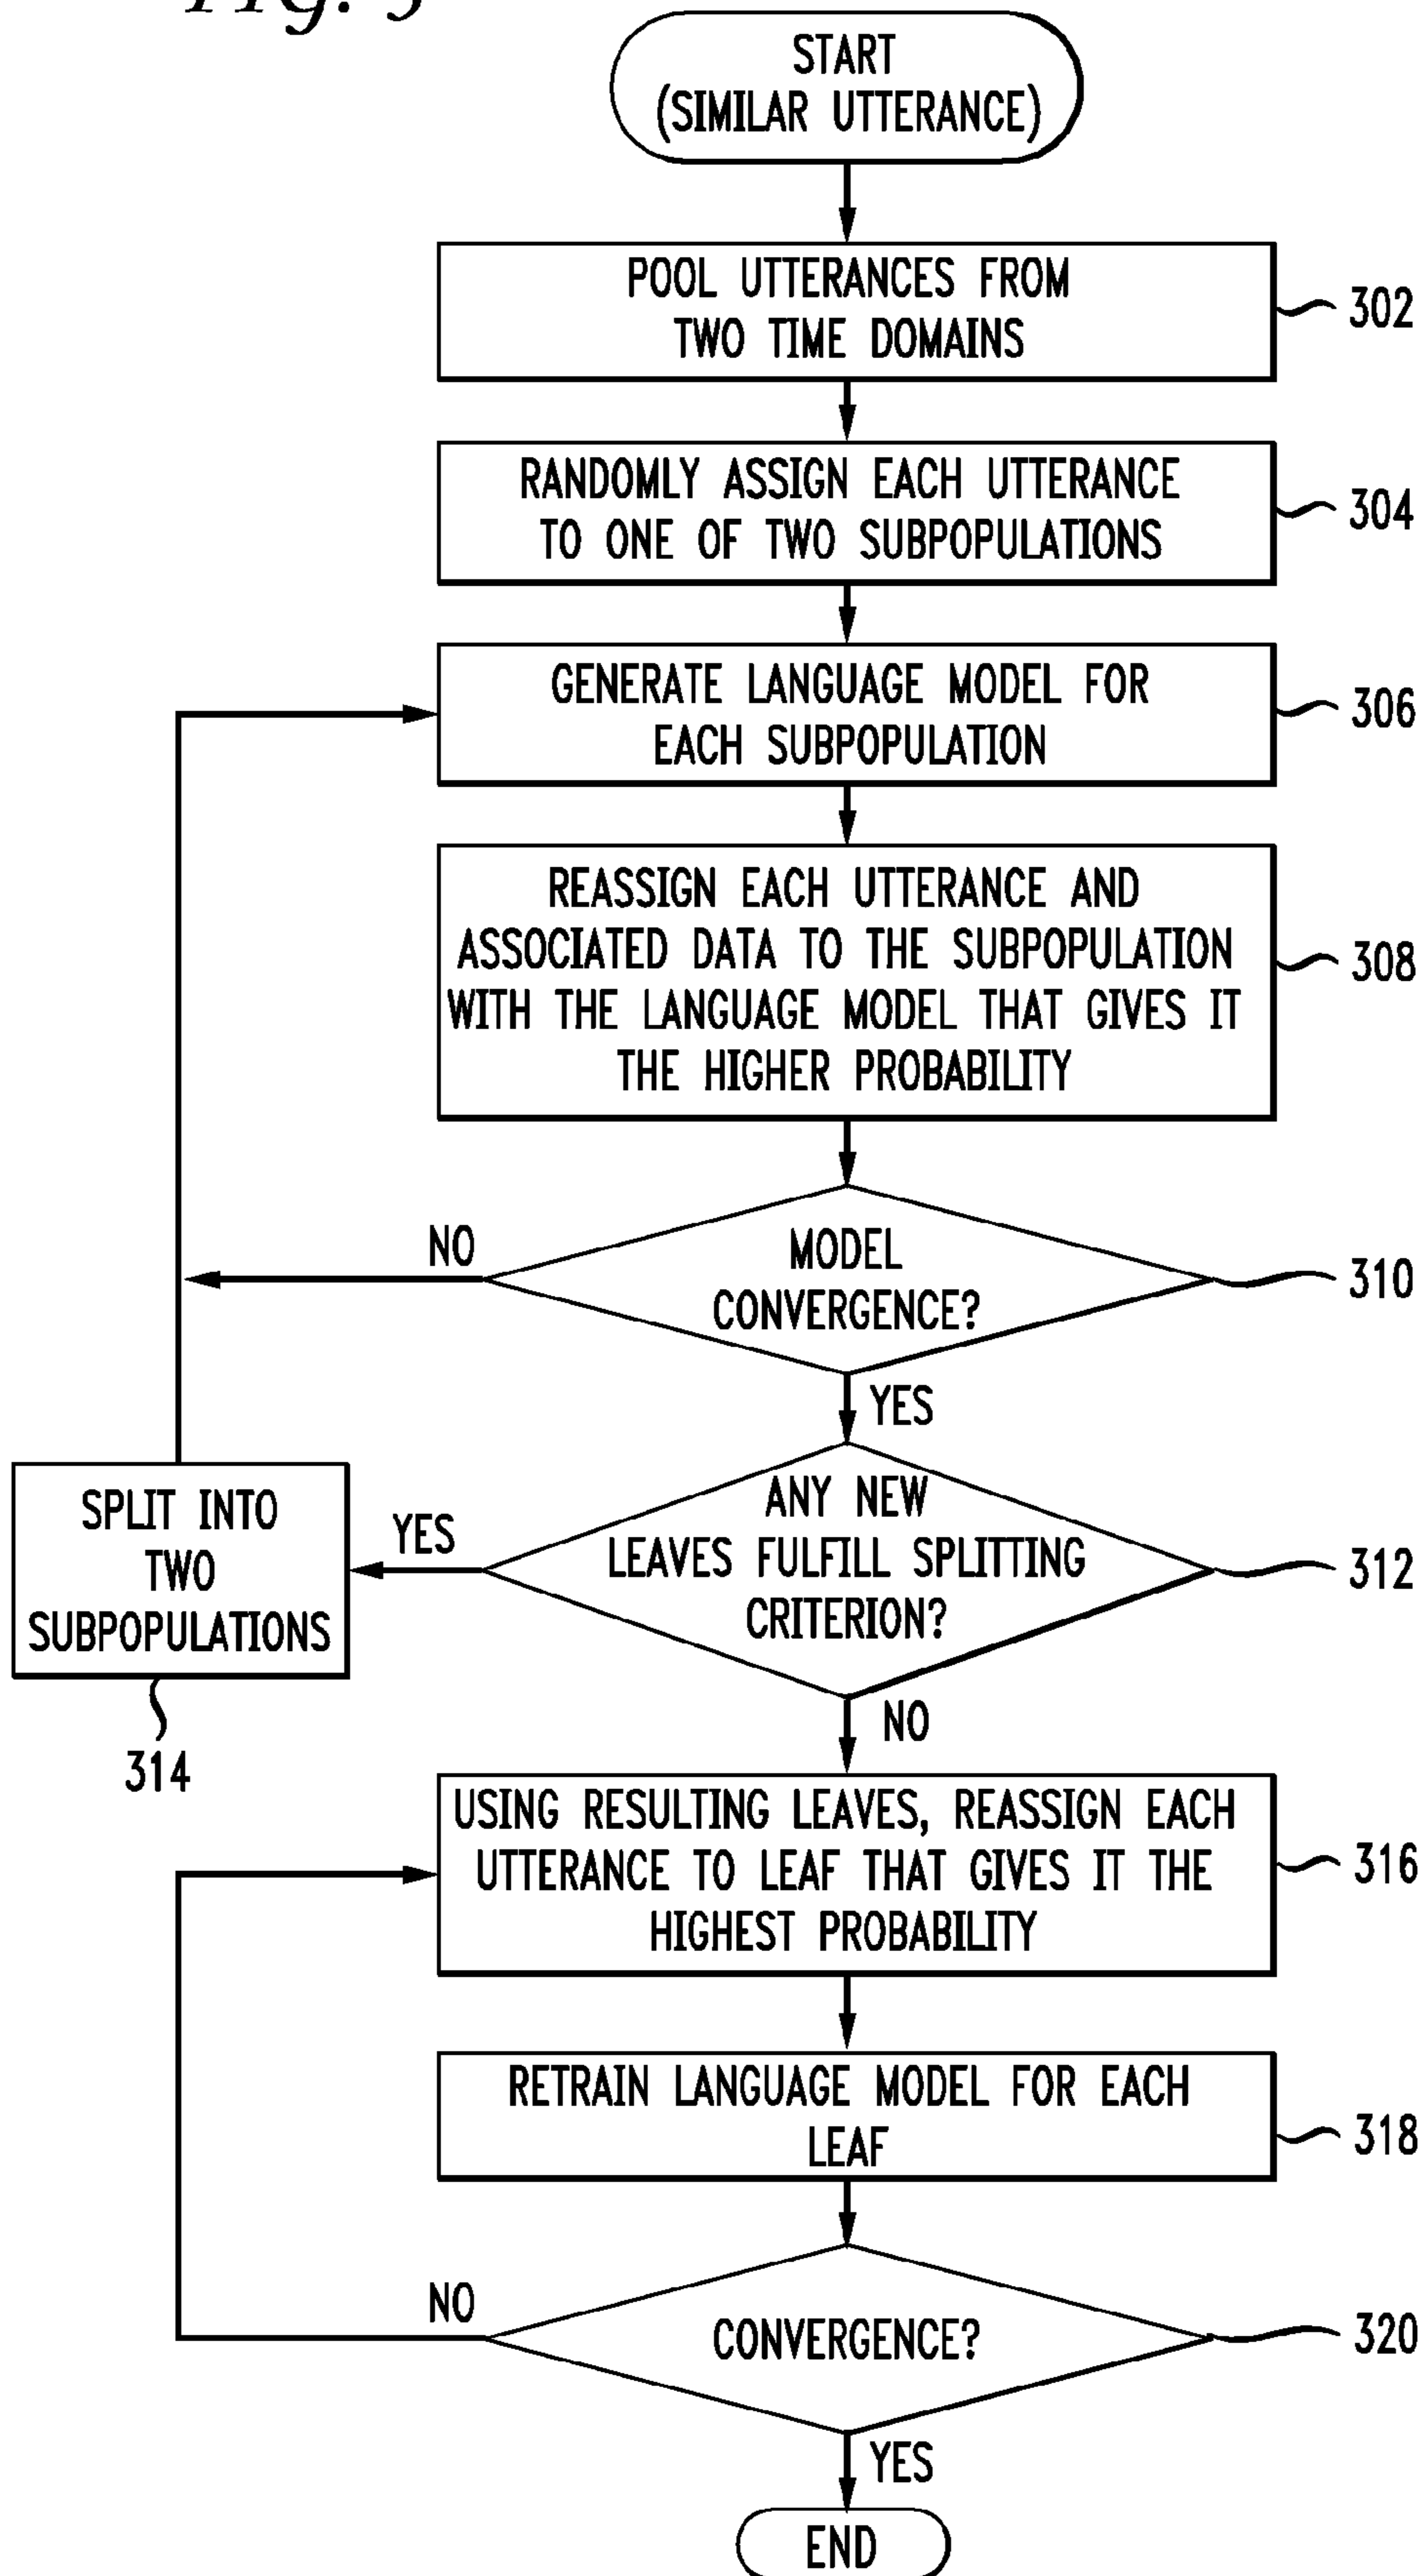 START
(SIMILAR UTTERANCE)
POOL UTTERANCES FROM
TWO TIME DOMAINS
302
RANDOMLY ASSIGN EACH UTTERANCE
TO ONE OF TWO SUBPOPULATIONS
304
GENERATE LANGUAGE MODEL FOR
EACH SUBPOPULATION
306
REASSIGN EACH UTTERANCE AND
ASSOCIATED DATA TO THE SUBPOPULATION
WITH THE LANGUAGE MODEL THAT GIVES IT
THE HIGHER PROBABILITY
308
NO
MODEL
CONVERGENCE?
310
YES
ANY NEW
LEAVES FULFILL SPLITTING
CRITERION?
312
YES
SPLIT INTO
TWO
SUBPOPULATIONS
314
NO
USING RESULTING LEAVES, REASSIGN EACH
UTTERANCE TO LEAF THAT GIVES IT THE
HIGHEST PROBABILITY
316
RETRAIN LANGUAGE MODEL FOR EACH
LEAF
318
NO
CONVERGENCE?
320
YES
END